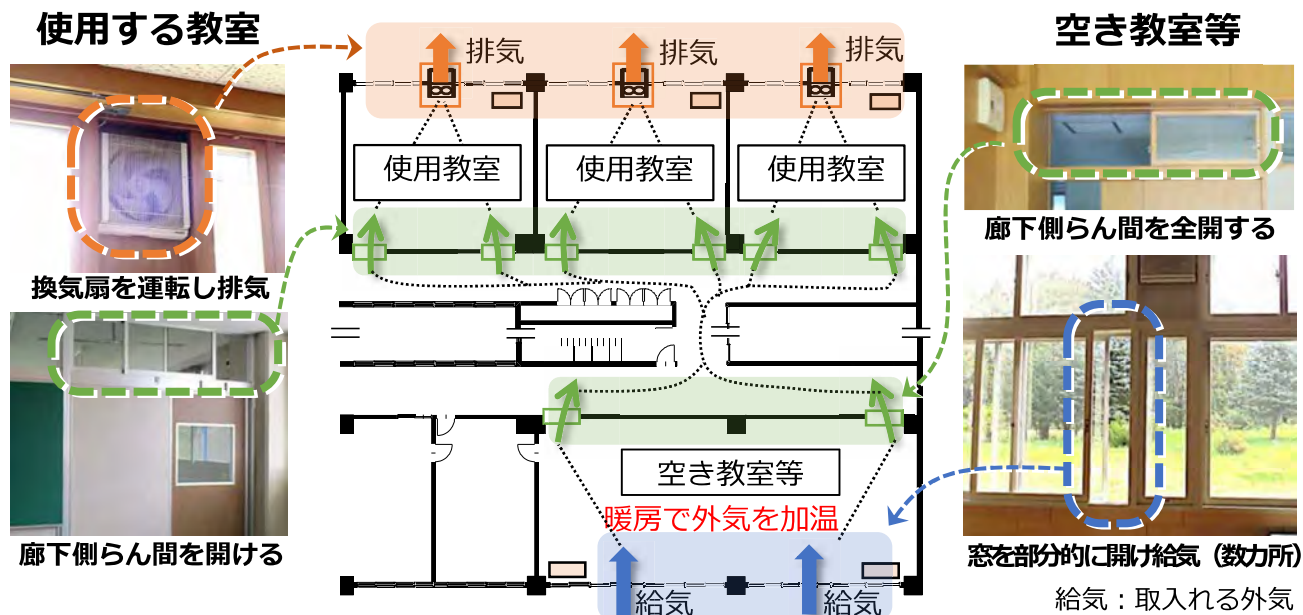 使用する教室
空き教室等
排気
排気
排気
使用教室
使用教室
使用教室
換気扇を運転し排気
廊下側らん間を開ける
廊下側らん間を全開する
空き教室等
暖房で外気を加温
給気
給気
窓を部分的に開け給気（数カ所）
給気：取入れる外気